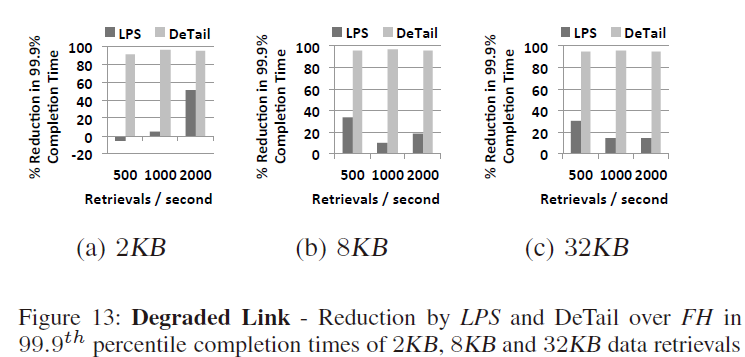 LPS DeTail
% Reduction in 99.9%
Completion Time
100
80
60
40
20
0
-20
500 1000 2000
Retrievals / second
(a) 2KB
LPS DeTail
% Reduction in 99.9%
Completion Time
100
80
60
40
20
0
500 1000 2000
Retrievals / second
(b) 8KB
LPS DeTail
% Reduction in 99.9%
Completion Time
100
80
60
40
20
0
500 1000 2000
Retrievals / second
(c) 32KB
Figure 13: Degraded Link - Reduction by LPS and DeTail over FH in
99.9th percentile completion times of 2KB, 8KB and 32KB data retrievals